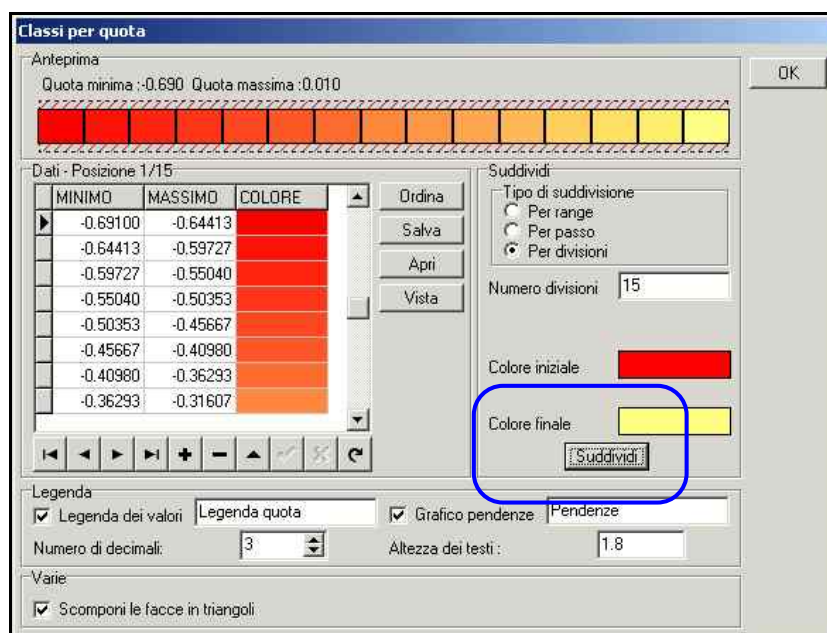 Classi per quota
Anteprima
Quota minima :-0.690 Quota massima :0.010
OK
Dati - Posizione 1/15
MINIMO MASSIMO COLORE
-0.69100 -0.64413
-0.64413 -0.59727
-0.59727 -0.55040
-0.55040 -0.50353
-0.50353 -0.45667
-0.45667 -0.40980
-0.40980 -0.36293
-0.36293 -0.31607
Ordina
Salva
Apri
Vista
Suddividi
Tipo di suddivisione
Per range
Per passo
Per divisioni
Numero divisioni 15
Colore iniziale
Colore finale
Suddividi
Legenda
Legenda dei valori Legenda quota Grafico pendenze Pendenze
Numero di decimali: 3 Altezza dei testi : 1.8
Varie
Scomponi le facce in triangoli